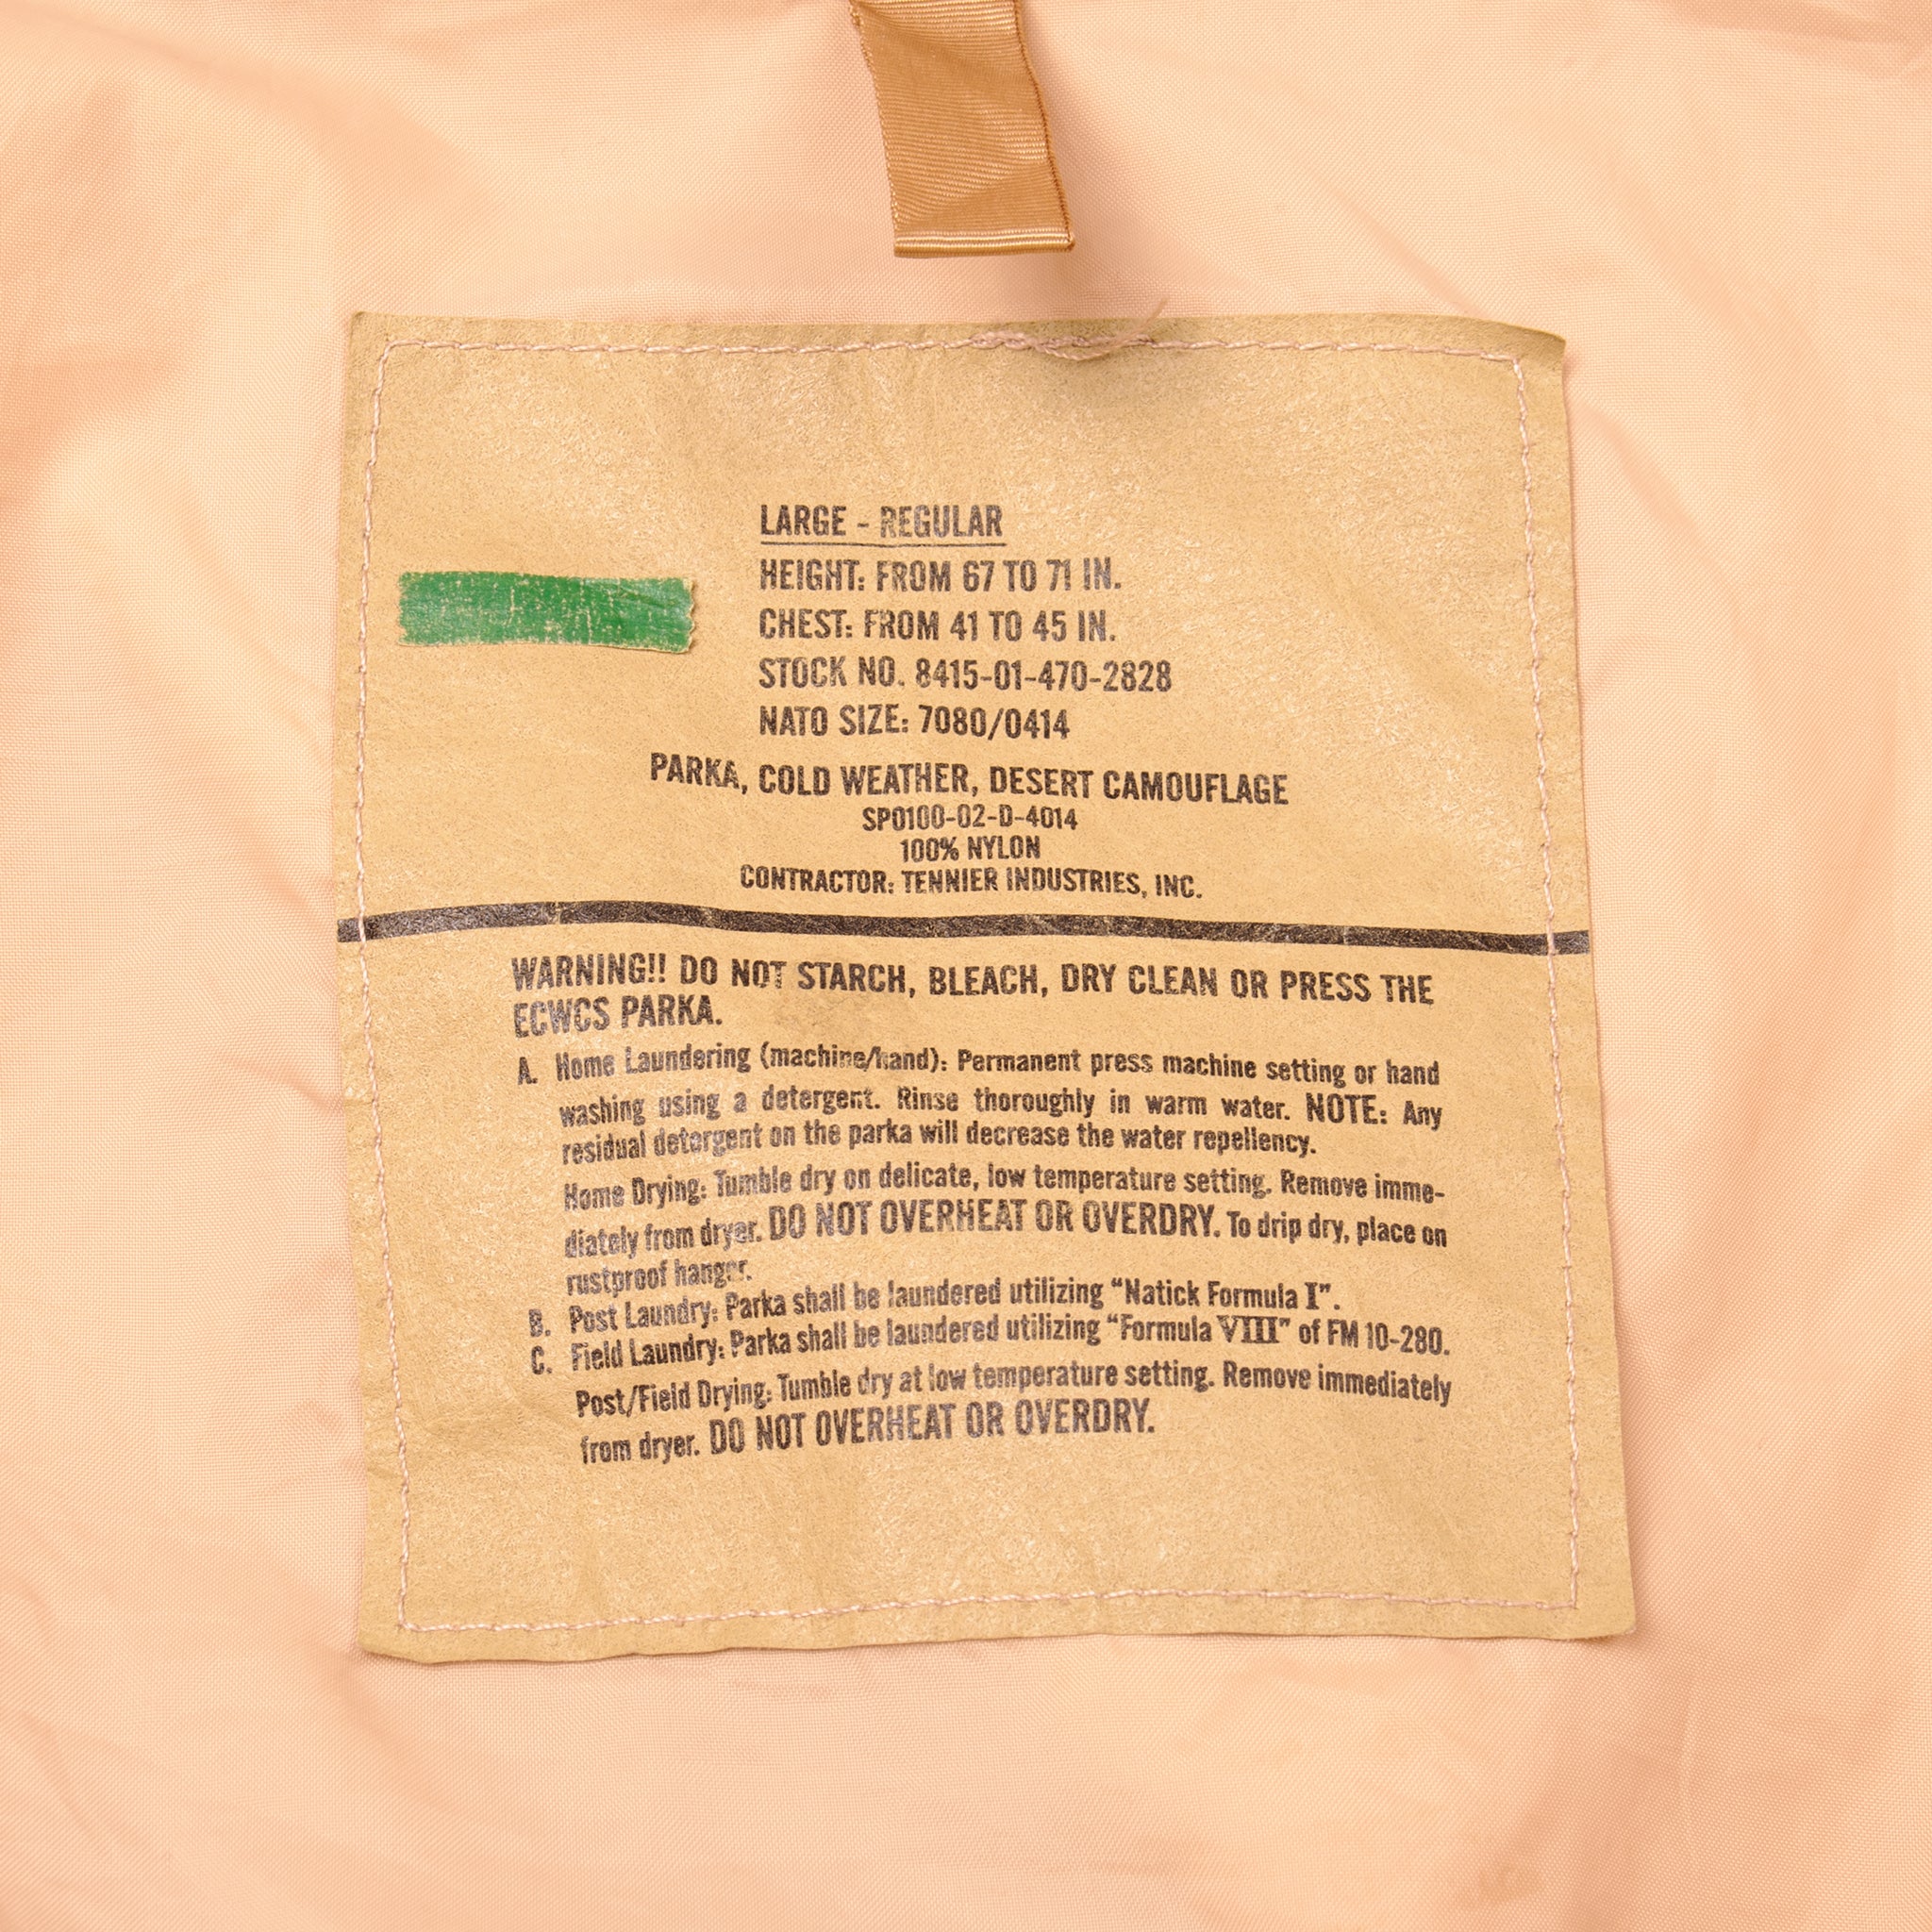 LARGE - REGULAR
HEIGHT: FROM 67 TO 71 IN.
CHEST: FROM 41 TO 45 IN.
STOCK NO. 8415-01-470-2828
NATO SIZE: 7080/0414
PARKA, COLD WEATHER, DESERT CAMOUFLAGE
SPO100-02-D-4014
100% NYLON
CONTRACTOR: TENNIER INDUSTRIES, INC.
WARNING!! DO NOT STARCH, BLEACH, DRY CLEAN OR PRESS THE
ECWCS PARKA.
A. Home Laundering (machine/hand): Permanent press machine setting or hand
washing using a detergent. Rinse thoroughly in warm water. NOTE: Any
residual detergent on the parka will decrease the water repellency.
Home Drying: Tumble dry on delicate, low temperature setting. Remove imme-
diately from dryer. DO NOT OVERHEAT OR OVERDRY. To drip dry, place on
rustproof hanger.
B. Post Laundry: Parka shall be laundered utilizing “Natick Formula I”.
C. Field Laundry: Parka shall be laundered utilizing “Formula VIII” of FM 10-280.
Post/Field Drying: Tumble dry at low temperature setting. Remove immediately
from dryer. DO NOT OVERHEAT OR OVERDRY.